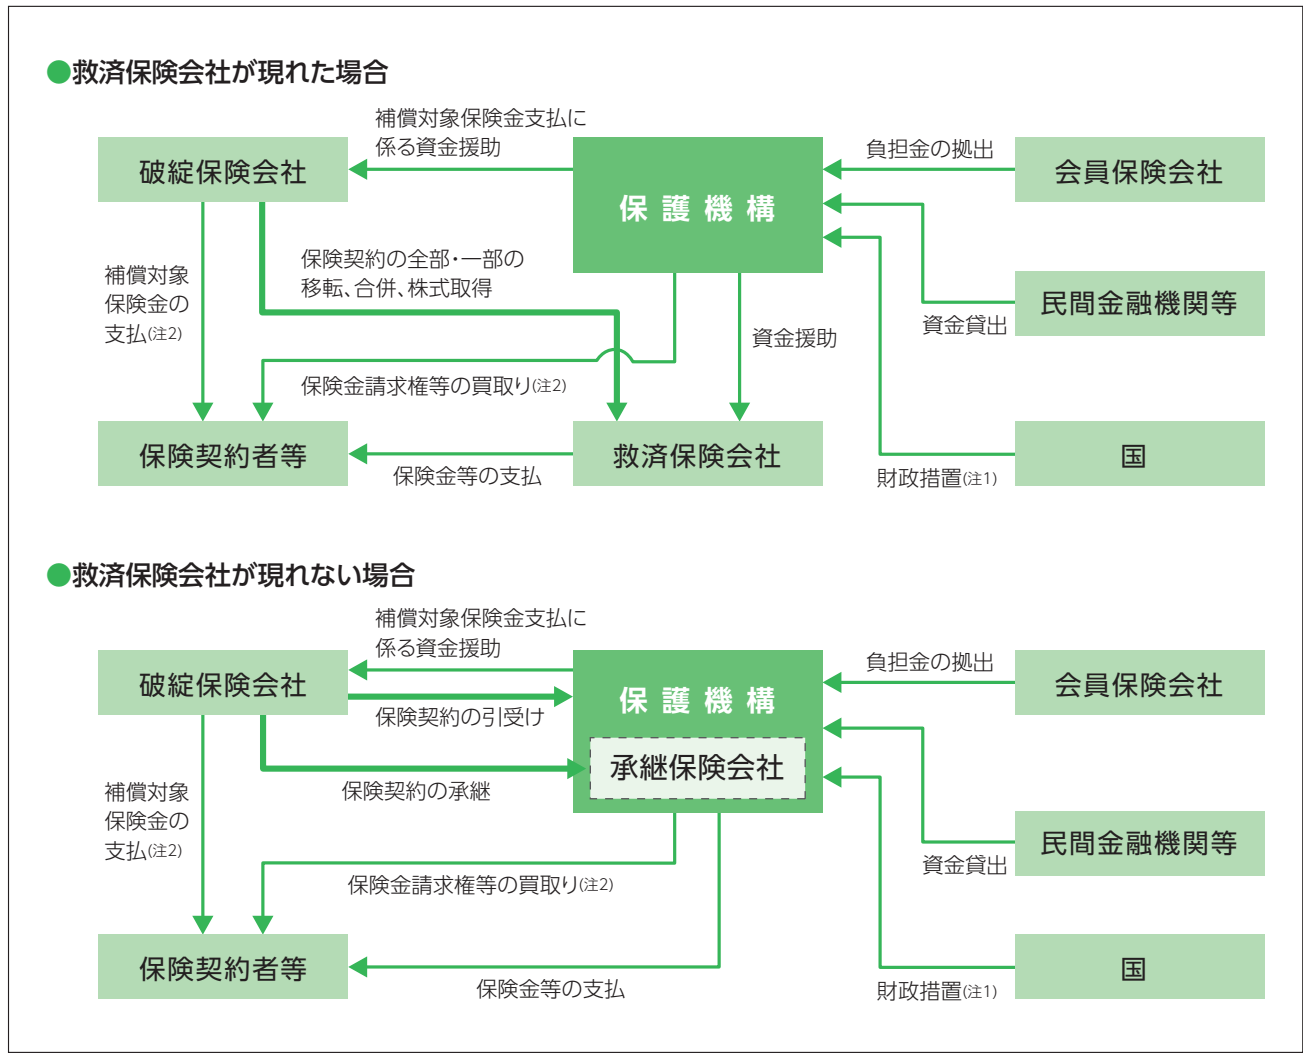 ●救済保険会社が現れた場合
補償対象保険金支払に
係る資金援助
負担金の拠出
破綻保険会社
保護機構
会員保険会社
保険契約の全部・一部の
移転、合併、株式取得
補償対象
保険金の
支払(注2)
資金援助
民間金融機関等
資金貸出
保険金請求権等の買取り(注2)
保険契約者等
救済保険会社
国
保険金等の支払
財政措置(注1)
●救済保険会社が現れない場合
補償対象保険金支払に
係る資金援助
負担金の拠出
破綻保険会社
保護機構
会員保険会社
保険契約の引受け
承継保険会社
保険契約の承継
補償対象
保険金の
支払(注2)
民間金融機関等
資金貸出
保険金請求権等の買取り(注2)
保険契約者等
国
保険金等の支払
財政措置(注1)